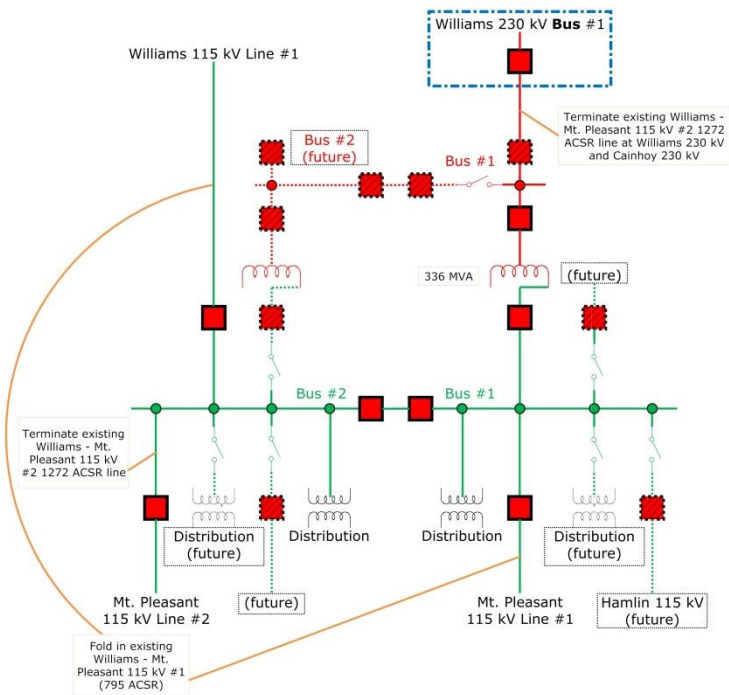 Williams 230 kV Bus #1
Williams 115 kV Line #1
Terminate existing Williams -
Mt. Pleasant 115 kV #2 1272
ACSR line at Williams 230 kV
and Cainhoy 230 kV
Bus #2
(future)
Bus #1
336 MVA
(future)
Bus #2
Bus #1
Terminate existing
Williams - Mt.
Pleasant 115 kV
#2 1272 ACSR line
Distribution
(future)
Distribution
Distribution
Distribution
(future)
Mt. Pleasant
115 kV Line #2
(future)
Mt. Pleasant
115 kV Line #1
Hamlin 115 kV
(future)
Fold in existing
Williams - Mt.
Pleasant 115 kV #1
(795 ACSR)